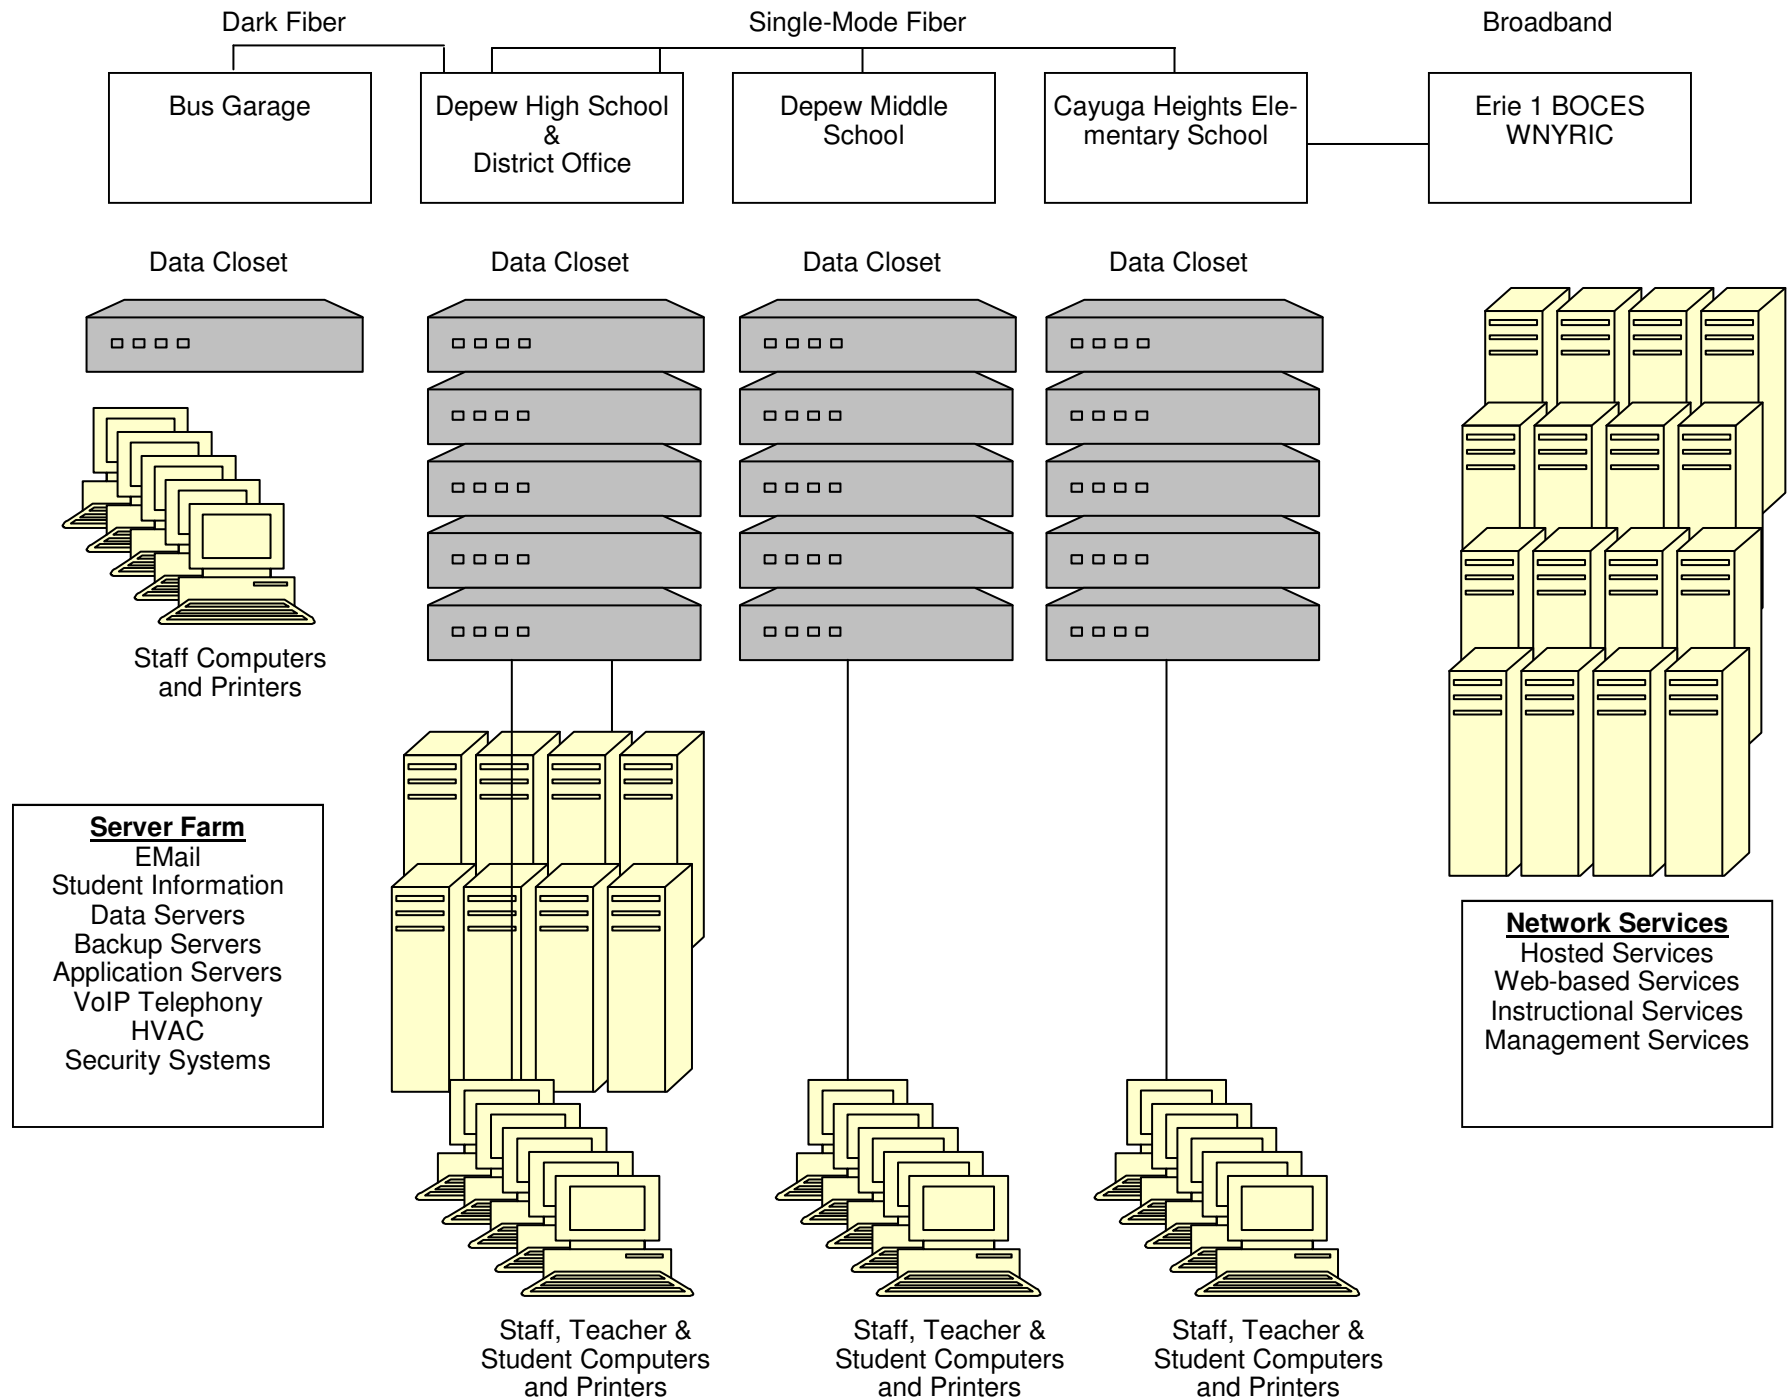 Dark Fiber
Single-Mode Fiber
Broadband
Bus Garage
Depew High School
&
District Office
Depew Middle
School
Cayuga Heights Ele-
mentary School
Erie 1 BOCES
WNYRIC
Data Closet
Data Closet
Data Closet
Data Closet
Staff Computers
and Printers
Server Farm
EMail
Student Information
Data Servers
Backup Servers
Application Servers
VoIP Telephony
HVAC
Security Systems
Network Services
Hosted Services
Web-based Services
Instructional Services
Management Services
Staff, Teacher &
Student Computers
and Printers
Staff, Teacher &
Student Computers
and Printers
Staff, Teacher &
Student Computers
and Printers